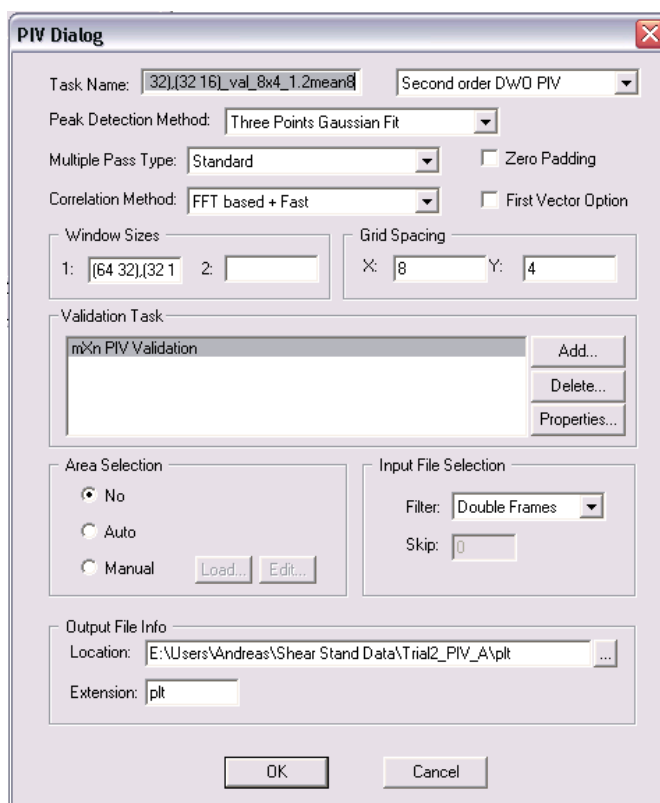 PIV Dialog
Task Name: 32),(32 16)_val_8x4_1.2mean8 Second order DWO PIV
Peak Detection Method: Three Points Gaussian Fit
Multiple Pass Type: Standard Zero Padding
Correlation Method: FFT based + Fast First Vector Option
Window Sizes Grid Spacing
1: (64 32),(32 1 2: X: 8 Y: 4
Validation Task
mXn PIV Validation Add...
Delete...
Properties...
Area Selection Input File Selection
No
Filter: Double Frames
Auto
Skip: 0
Manual Load... Edit...
Output File Info
Location: E:\Users\Andreas\Shear Stand Data\Trial2_PIV_A\plt ...
Extension: plt
OK Cancel